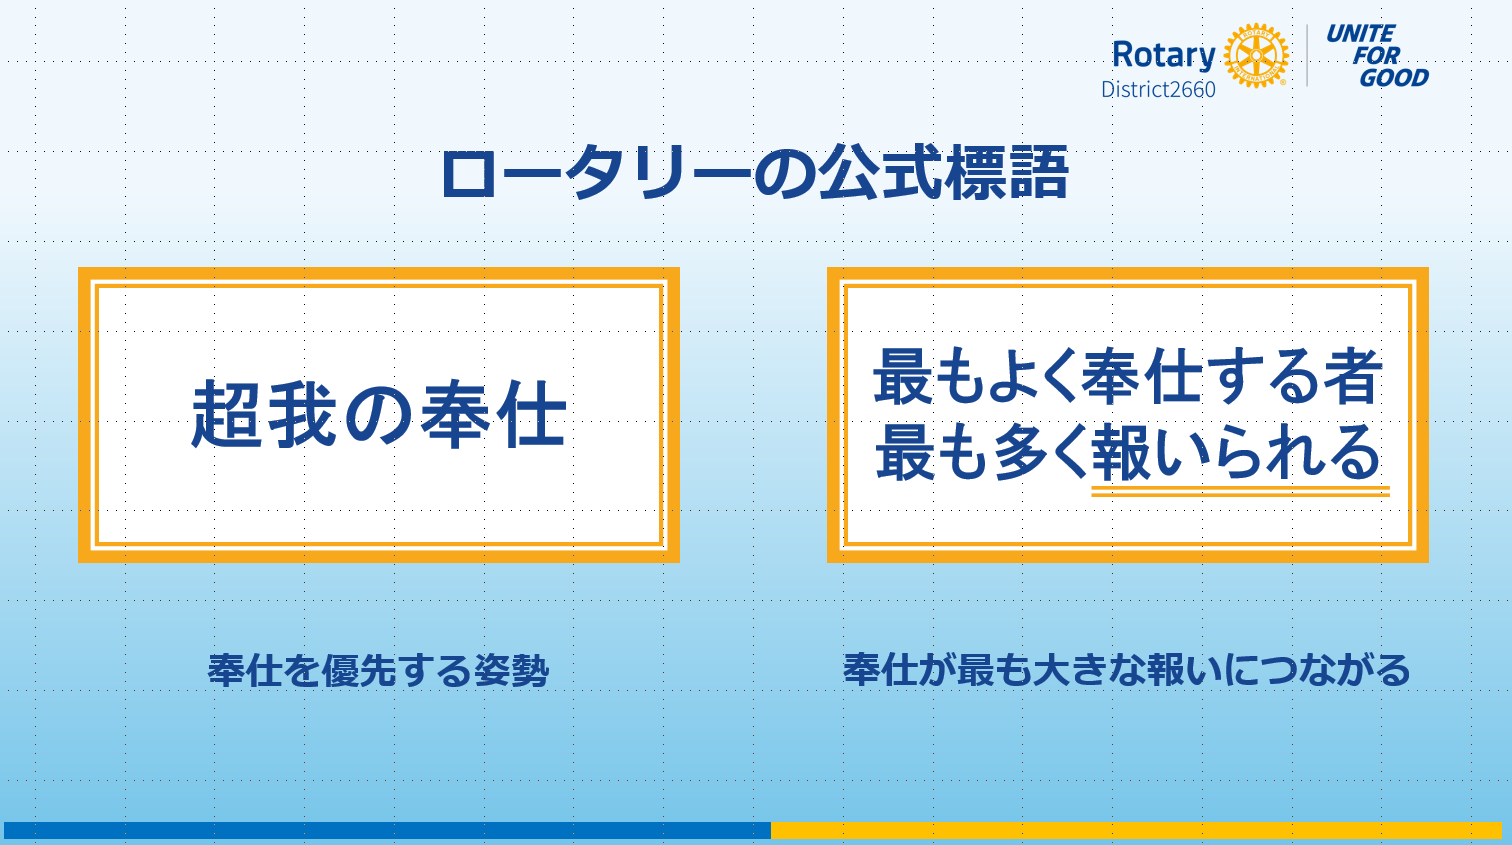 Rotary
District2660
ROTARY
INTERNATIONAL
UNITE
FOR
GOOD
ロータリーの公式標語
超我の奉仕
最もよく奉仕する者
最も多く報いられる
奉仕を優先する姿勢
奉仕が最も大きな報いにつながる